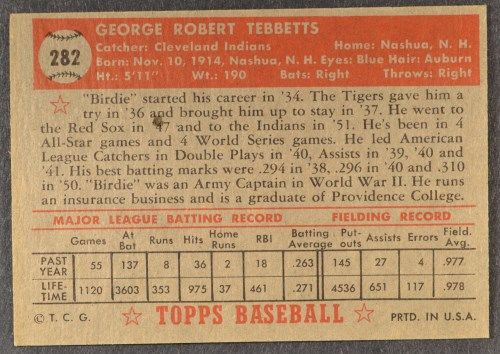 282
GEORGE ROBERT TEBBETTS
Catcher: Cleveland Indians Home: Nashua, N. H.
Born: Nov. 10, 1914, Nashua, N. H. Eyes: Blue Hair: Auburn
Ht.: 5'11" Wt.: 190 Bats: Right Throws: Right
"Birdie" started his career in '34. The Tigers gave him a
try in '36 and brought him up to stay in '37. He went to
the Red Sox in '47 and to the Indians in '51. He's been in 4
All-Star games and 4 World Series games. He led American
League Catchers in Double Plays in '40, Assists in '39, '40 and
'41. His best batting marks were .294 in '38, .296 in '40 and .310
in '50. "Birdie" was an Army Captain in World War II. He runs
an insurance business and is a graduate of Providence College.
MAJOR LEAGUE BATTING RECORD FIELDING RECORD
Games At Bat Runs Hits Home Runs RBI Batting Average Put-outs Assists Errors Field. Avg.
PAST YEAR 55 137 8 36 2 18 .263 145 27 4 .977
LIFE-TIME 1120 3603 353 975 37 451 .271 4536 651 117 .978
© T. C. G. TOPPS BASEBALL PRTD. IN U.S.A.